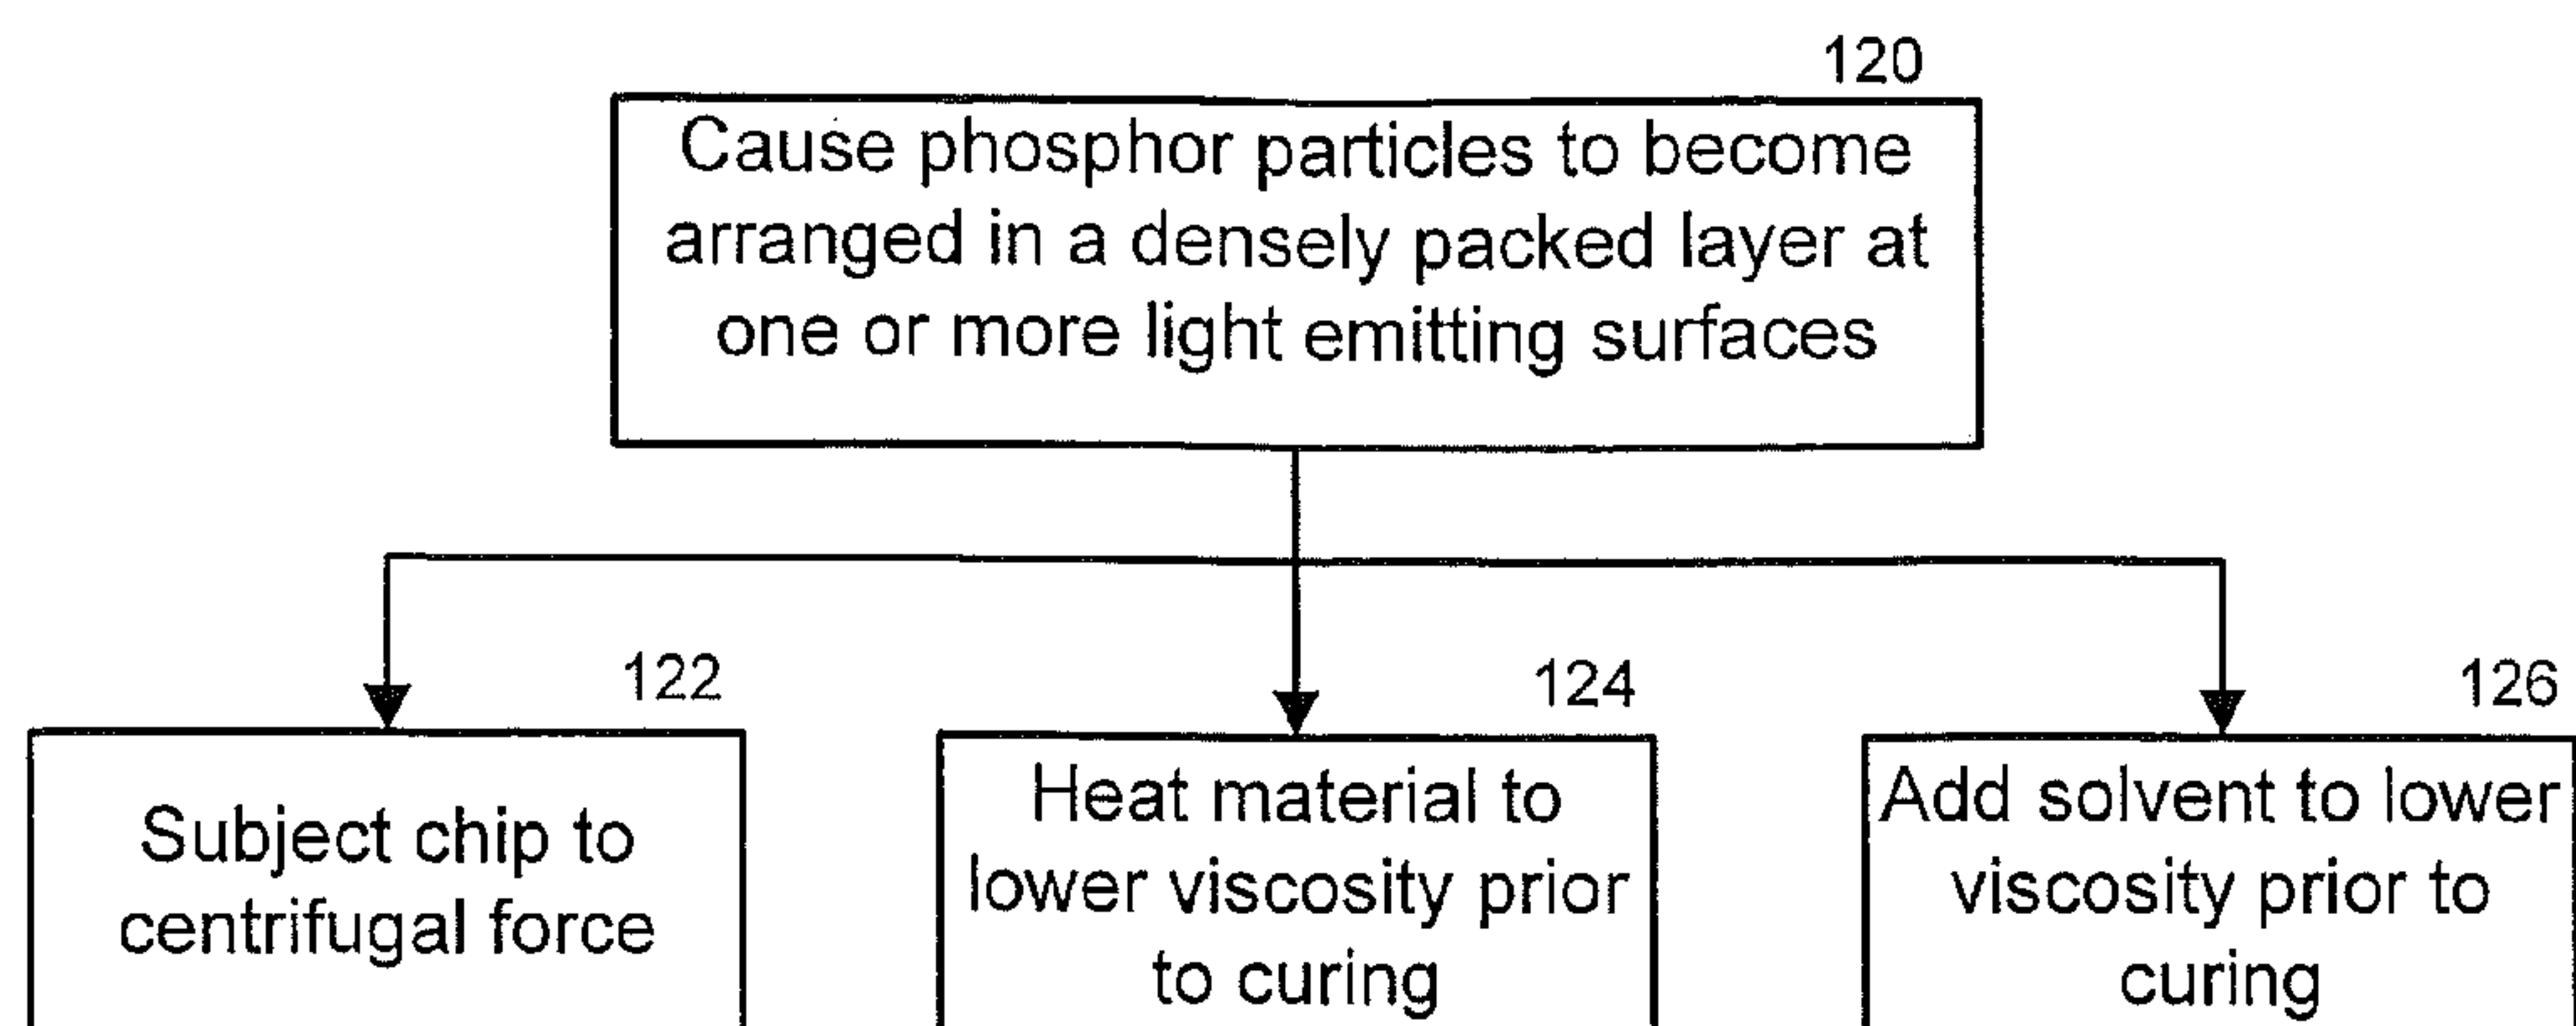 120
Cause phosphor particles to become
arranged in a densely packed layer at
one or more light emitting surfaces
122
Subject chip to
centrifugal force
124
Heat material to
lower viscosity prior
to curing
126
Add solvent to lower
viscosity prior to
curing